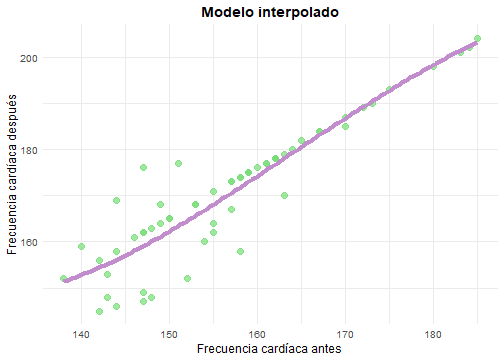 Modelo interpolado
Frecuencia cardíaca después
200
180
160
140
150
160
170
180
Frecuencia cardíaca antes